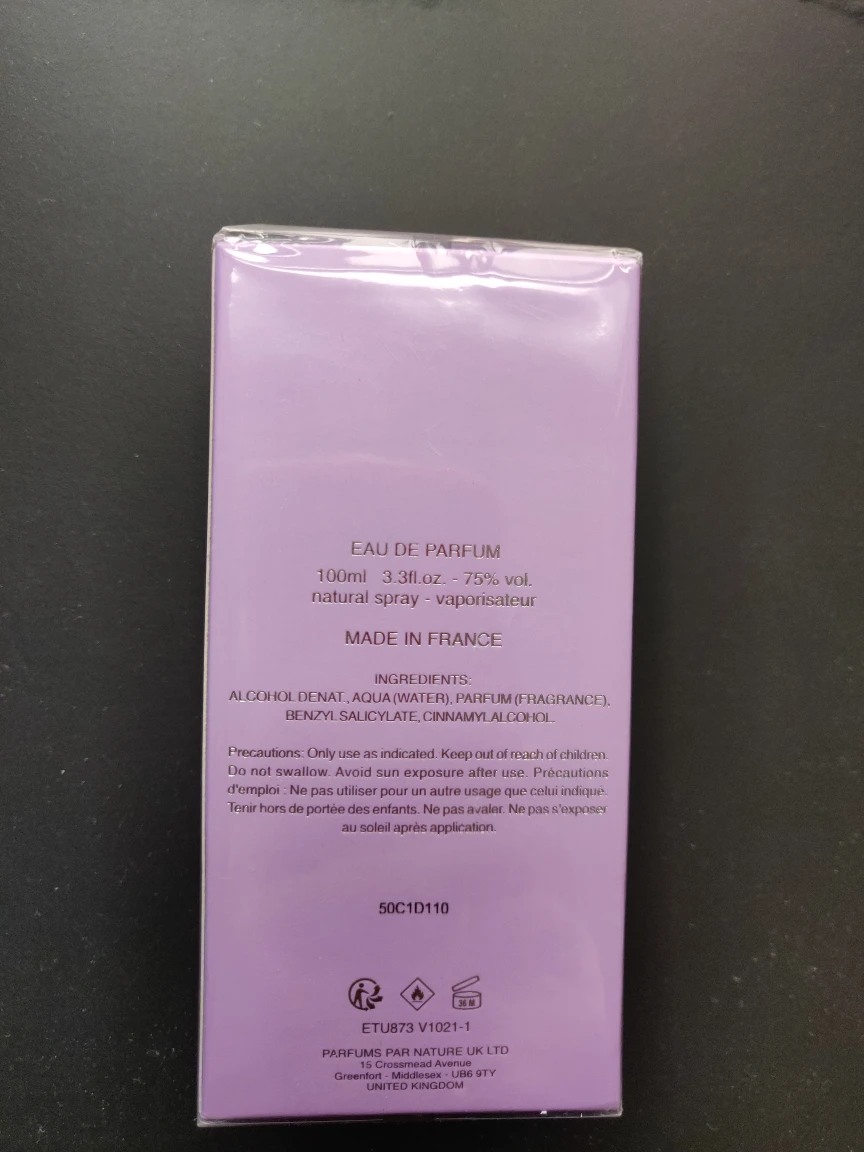 EAU DE PARFUM
100ml 3.3fl.oz. - 75% vol.
natural spray - vaporisateur
MADE IN FRANCE
INGREDIENTS:
ALCOHOL DENAT., AQUA (WATER), PARFUM (FRAGRANCE),
BENZYL SALICYLATE, CINNAMYL ALCOHOL.
Precautions: Only use as indicated. Keep out of reach of children.
Do not swallow. Avoid sun exposure after use. Précautions
d'emploi : Ne pas utiliser pour un autre usage que celui indiqué.
Tenir hors de portée des enfants. Ne pas avaler. Ne pas s'exposer
au soleil après application.
50C1D110
36 M
ETU873 V1021-1
PARFUMS PAR NATURE UK LTD
15 Crossmead Avenue
Greenfort - Middlesex - UB6 9TY
UNITED KINGDOM